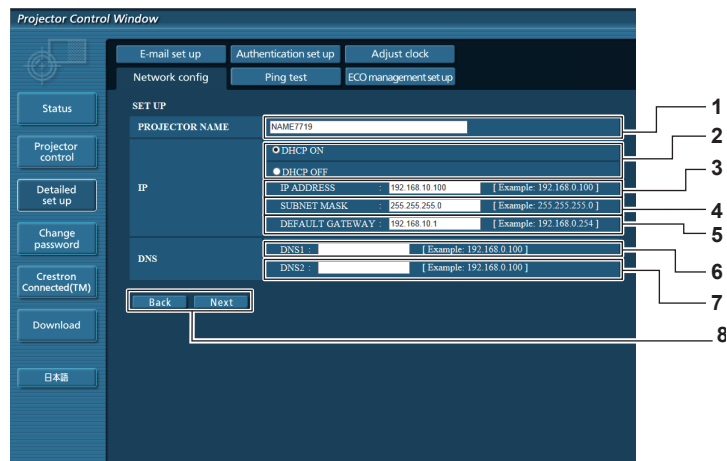 Projector Control Window
E-mail set up
Authentication set up
Adjust clock
Network config
Ping test
ECO management set up
Status
Projector control
Detailed set up
Change password
Crestron Connected(TM)
Download
日本語
SET UP
PROJECTOR NAME NAME7719
IP
DHCP ON
DHCP OFF
IP ADDRESS : 192.168.10.100 [ Example: 192.168.0.100 ]
SUBNET MASK : 255.255.255.0 [ Example: 255.255.255.0 ]
DEFAULT GATEWAY : 192.168.10.1 [ Example: 192.168.0.254 ]
DNS
DNS1 : [ Example: 192.168.0.100 ]
DNS2 : [ Example: 192.168.0.100 ]
Back
Next
1
2
3
4
5
6
7
8